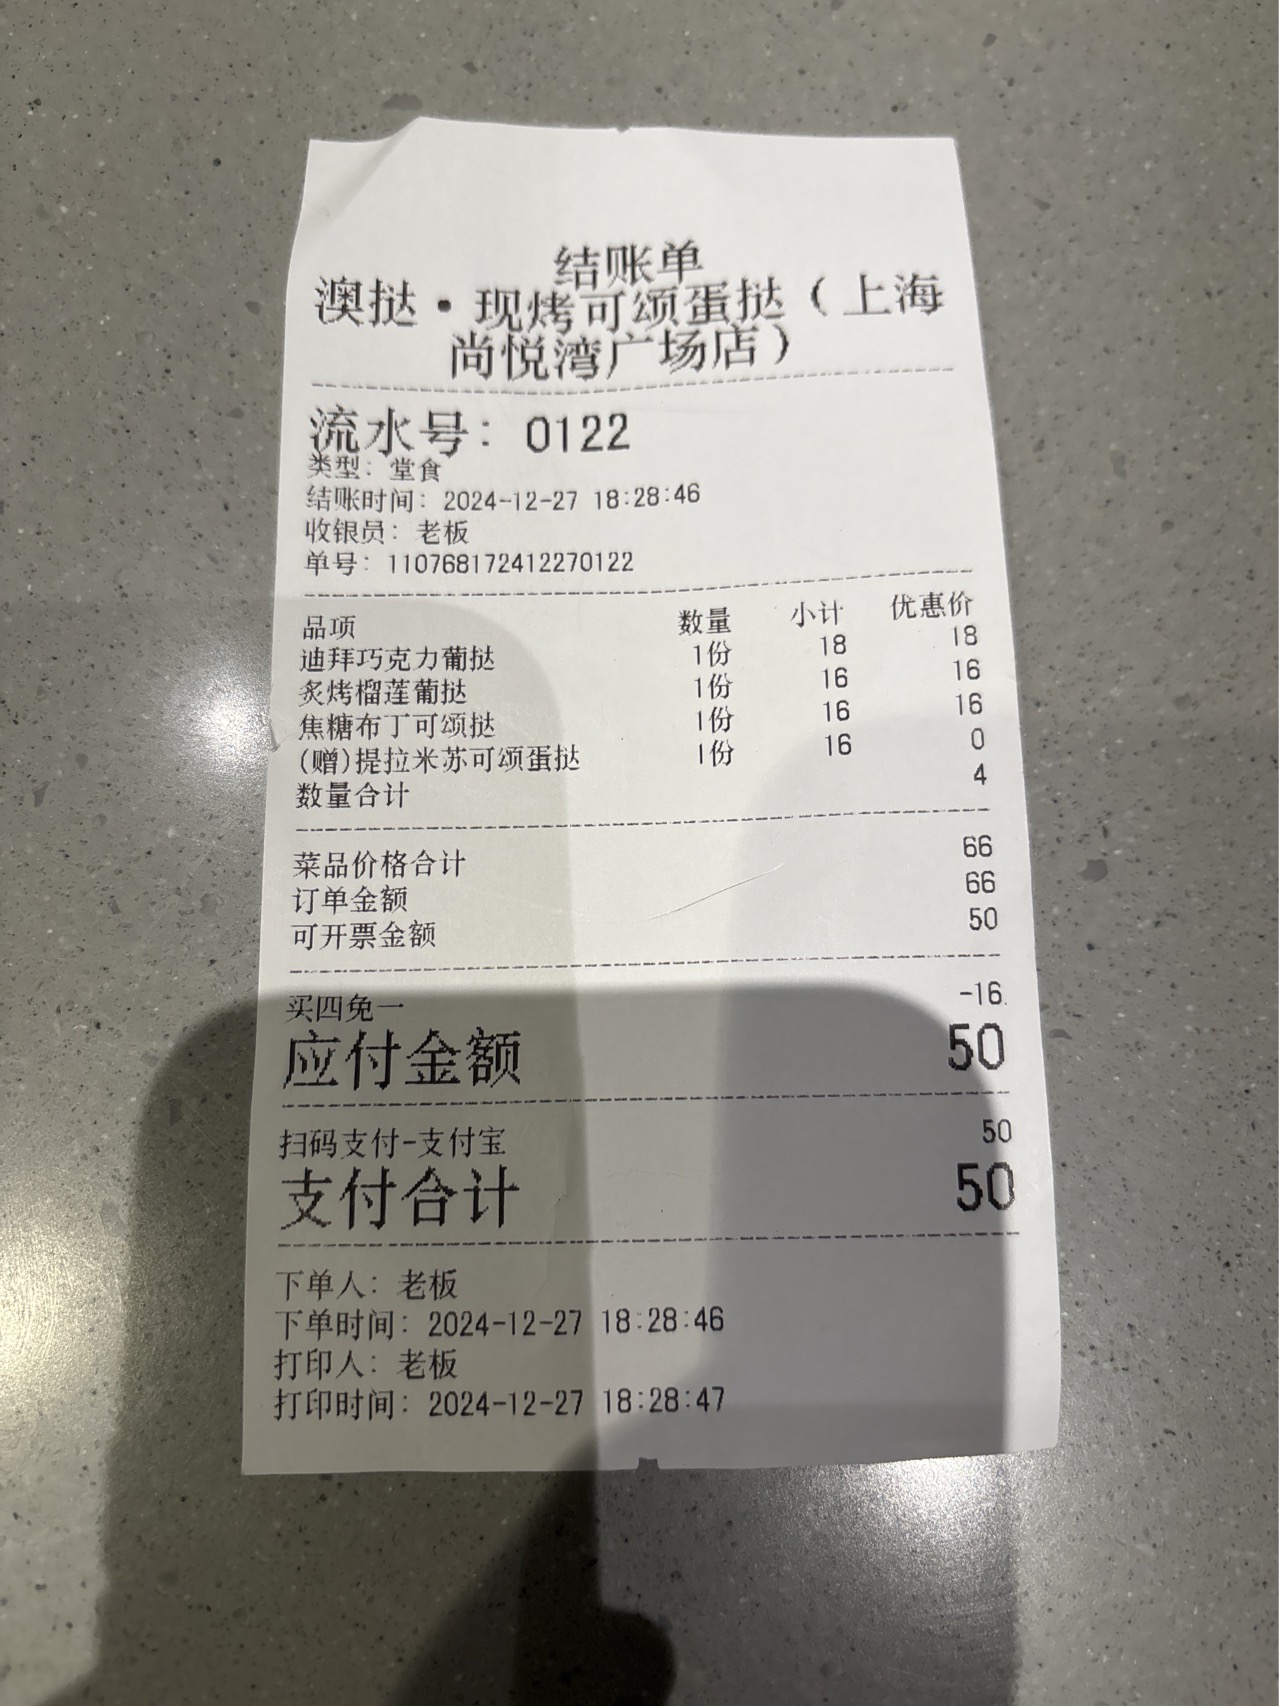 结账单
澳挞·现烤可颂蛋挞（上海
尚悦湾广场店）
流水号: 0122
类型: 堂食
结账时间: 2024-12-27 18:28:46
收银员: 老板
单号: 110768172412270122
品项 数量 小计 优惠价
迪拜巧克力葡挞 1份 18 18
炙烤榴莲葡挞 1份 16 16
焦糖布丁可颂挞 1份 16 16
(赠)提拉米苏可颂蛋挞 1份 16 0
数量合计 4
菜品价格合计 66
订单金额 66
可开票金额 50
买四免一 -16
应付金额 50
扫码支付-支付宝 50
支付合计 50
下单人: 老板
下单时间: 2024-12-27 18:28:46
打印人: 老板
打印时间: 2024-12-27 18:28:47